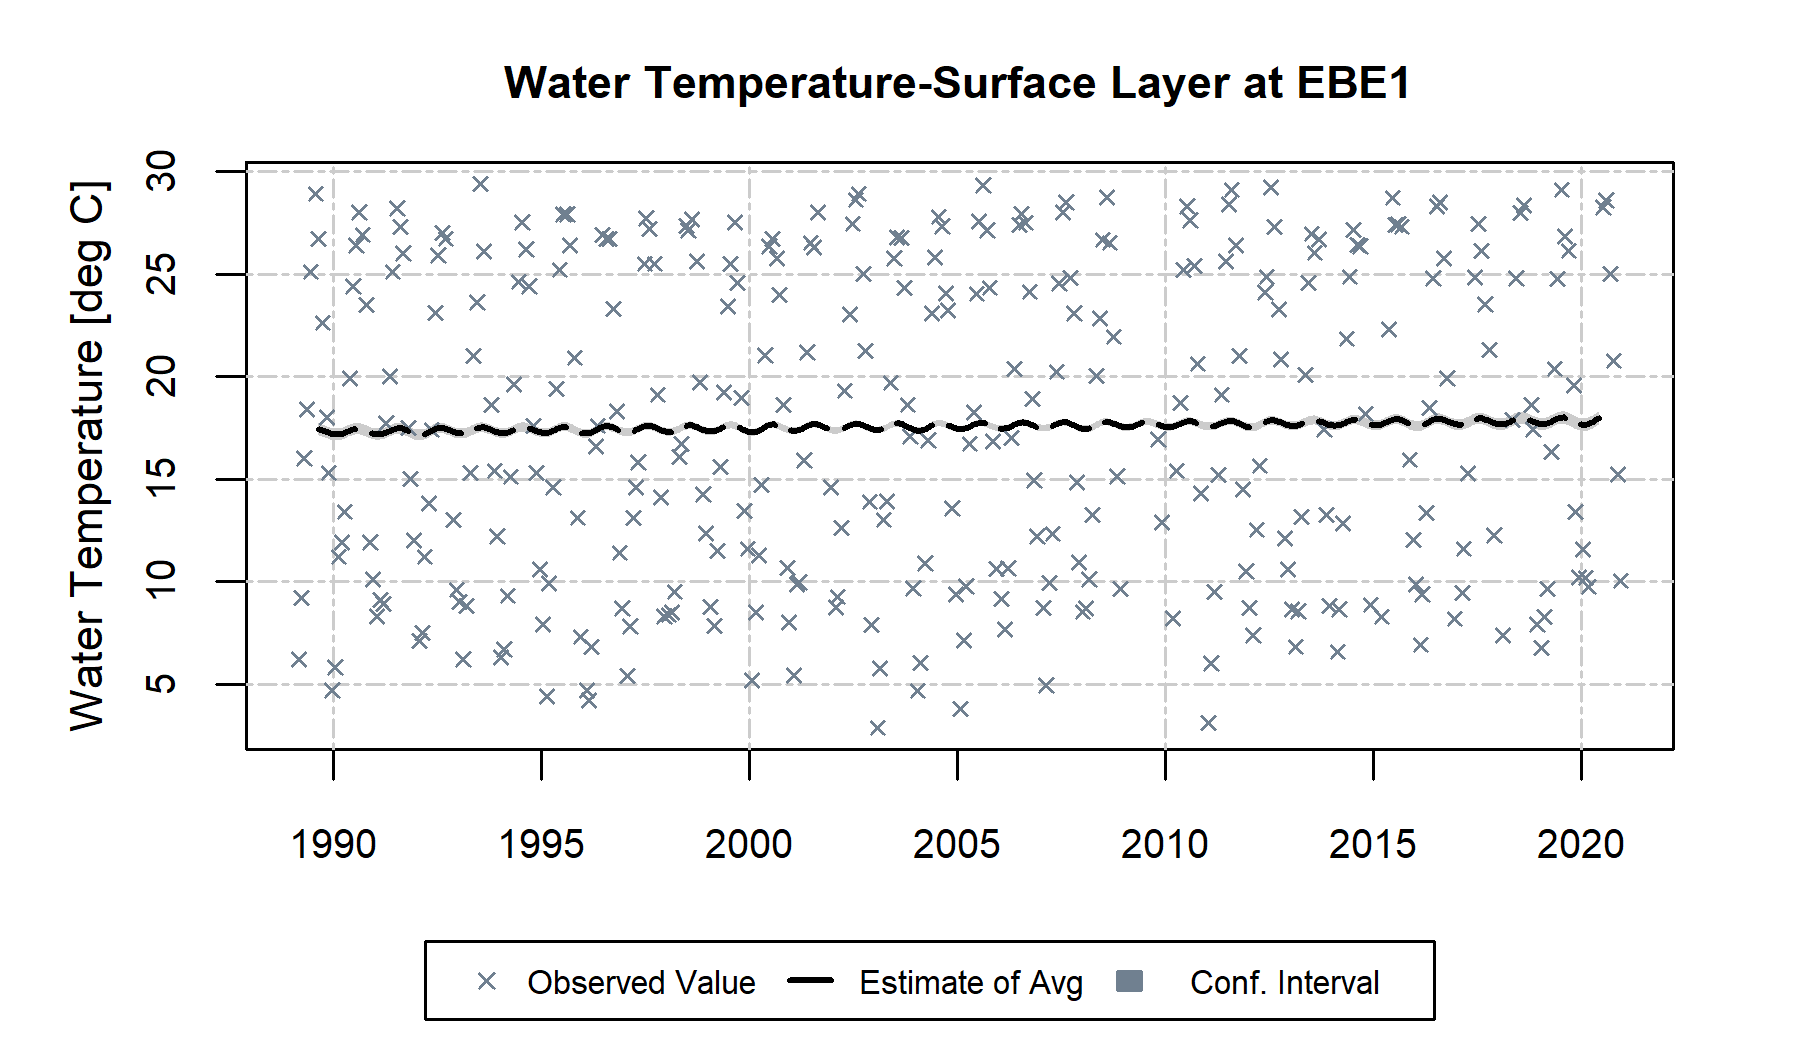 Water Temperature-Surface Layer at EBE1
Water Temperature [deg C]
30
25
20
15
10
5
1990 1995 2000 2005 2010 2015 2020
Observed Value Estimate of Avg Conf. Interval